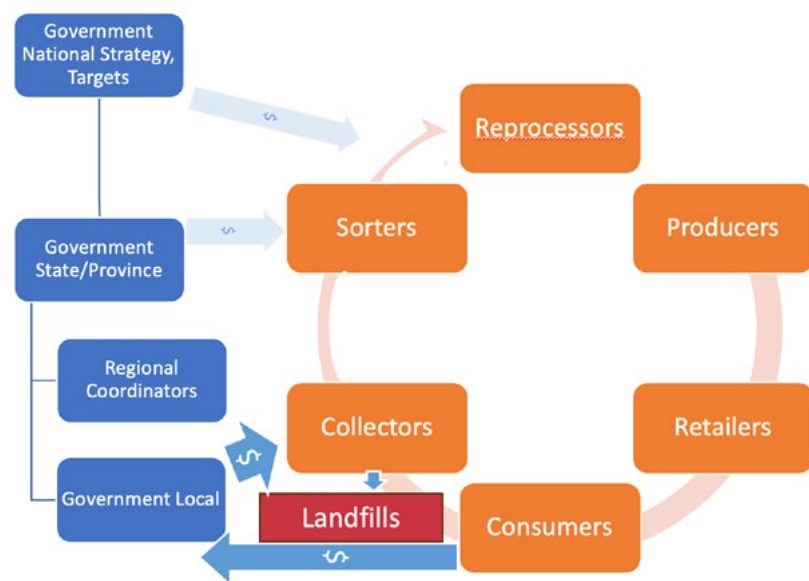 Government
National Strategy,
Targets
$
Reprocessors
$
Sorters
Producers
Government
State/Province
Regional
Coordinators
Collectors
Retailers
$
Government Local
Landfills
Consumers
$